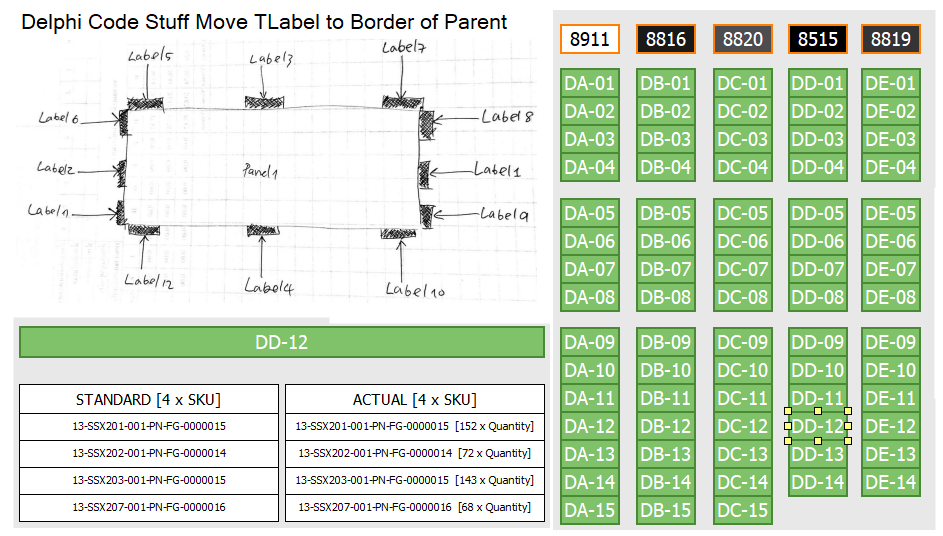 Delphi Code Stuff Move TLabel to Border of Parent
Label5
Label3
Label7
Label6
Label8
Label2
Panel1
Label1
Label11
Label9
Label12
Label4
Label10
DD-12
STANDARD [4 x SKU]
13-SSX201-001-PN-FG-0000015
13-SSX202-001-PN-FG-0000014
13-SSX203-001-PN-FG-0000015
13-SSX207-001-PN-FG-0000016
ACTUAL [4 x SKU]
13-SSX201-001-PN-FG-0000015 [152 x Quantity]
13-SSX202-001-PN-FG-0000014 [72 x Quantity]
13-SSX203-001-PN-FG-0000015 [143 x Quantity]
13-SSX207-001-PN-FG-0000016 [68 x Quantity]
8911 8816 8820 8515 8819
DA-01 DB-01 DC-01 DD-01 DE-01
DA-02 DB-02 DC-02 DD-02 DE-02
DA-03 DB-03 DC-03 DD-03 DE-03
DA-04 DB-04 DC-04 DD-04 DE-04
DA-05 DB-05 DC-05 DD-05 DE-05
DA-06 DB-06 DC-06 DD-06 DE-06
DA-07 DB-07 DC-07 DD-07 DE-07
DA-08 DB-08 DC-08 DD-08 DE-08
DA-09 DB-09 DC-09 DD-09 DE-09
DA-10 DB-10 DC-10 DD-10 DE-10
DA-11 DB-11 DC-11 DD-11 DE-11
DA-12 DB-12 DC-12 DD-12 DE-12
DA-13 DB-13 DC-13 DD-13 DE-13
DA-14 DB-14 DC-14 DD-14 DE-14
DA-15 DB-15 DC-15